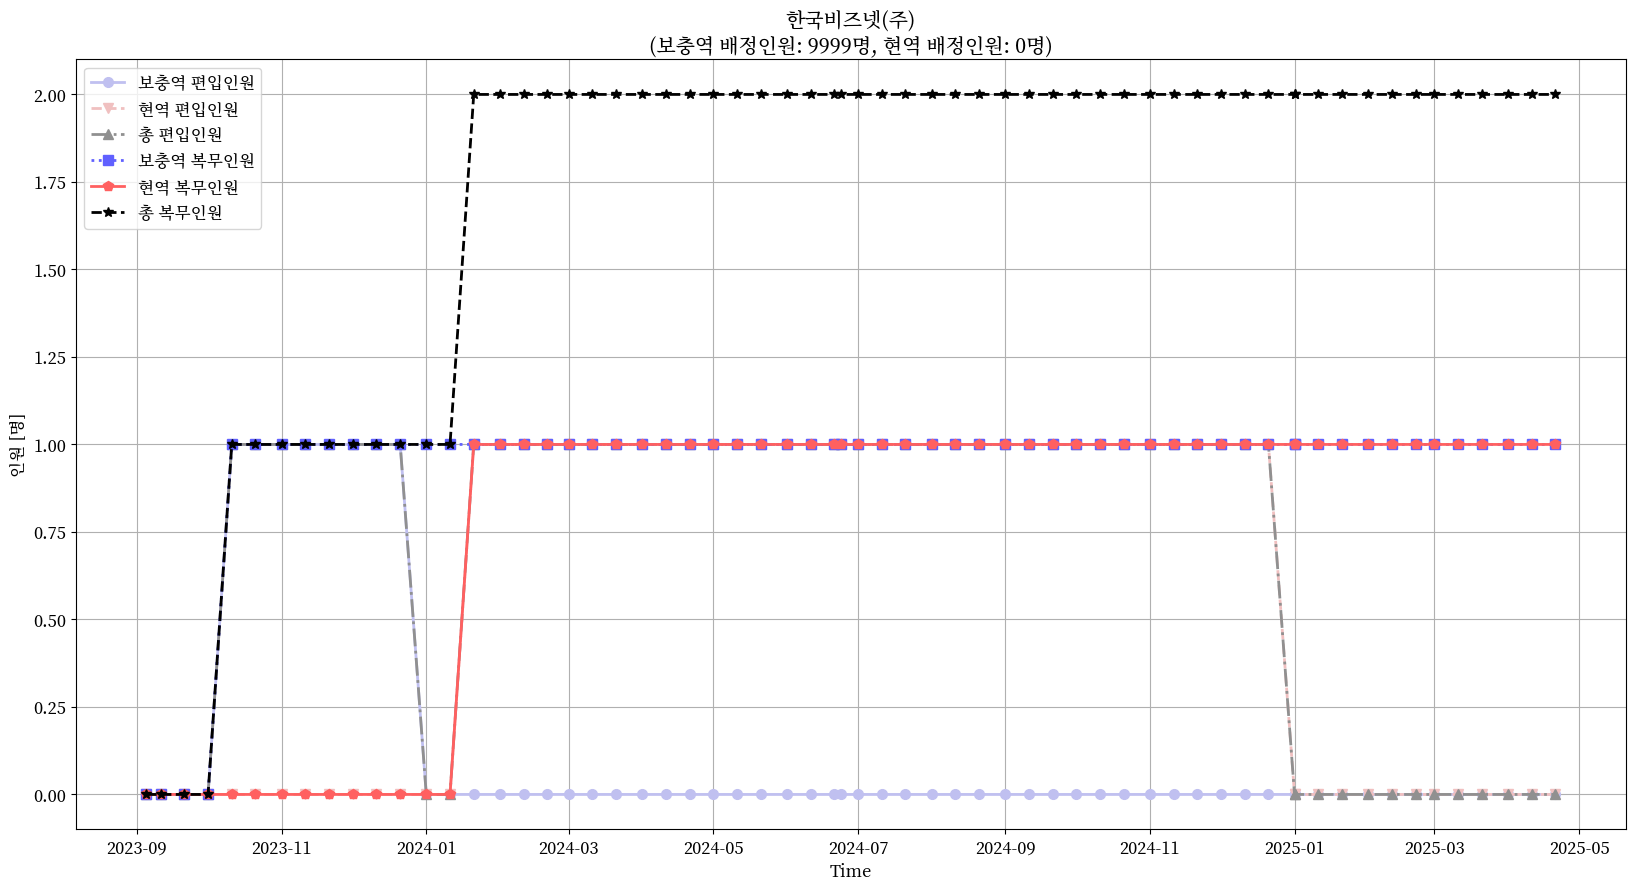 한국비즈넷(주)
(보충역 배정인원: 9999명, 현역 배정인원: 0명)
보충역 편입인원
현역 편입인원
총 편입인원
보충역 복무인원
현역 복무인원
총 복무인원
2.00
1.75
1.50
1.25
1.00
0.75
0.50
0.25
0.00
인원 [명]
2023-09 2023-11 2024-01 2024-03 2024-05 2024-07 2024-09 2024-11 2025-01 2025-03 2025-05
Time